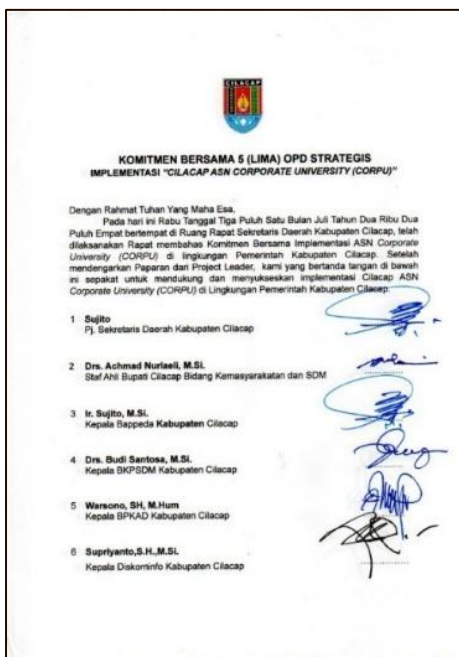 CILACAP
KOMITMEN BERSAMA 5 (LIMA) OPD STRATEGIS
IMPLEMENTASI "CILACAP ASN CORPORATE UNIVERSITY (CORPU)"
Dengan Rahmat Tuhan Yang Maha Esa,
Pada hari ini Rabu Tanggal Tiga Puluh Satu Bulan Juli Tahun Dua Ribu Dua
Puluh Empat bertempat di Ruang Rapat Sekretris Daerah Kabupaten Cilacap, telah
dilaksanakan Rapat membahas Komitmen Bersama Implementasi ASN Corporate
University (CORPU) di lingkungan Pemerintah Kabupaten Cilacap. Setelah
mendengarkan Paparan dari Project Leader, kami yang bertanda tangan di bawah
ini sepakat untuk mendukung dan menyukseskan implementasi Cilacap ASN
Corporate University (CORPU) di Lingkungan Pemerintah Kabupaten Cilacap.
1 Sujito
Pj. Sekretris Daerah Kabupaten Cilacap
2 Drs. Achmad Nurlaeli, M.Si.
Staf Ahli Bupati Cilacap Bidang Kemasyarakatan dan SDM
3 Ir. Sujito, M.Si.
Kepala Bappeda Kabupaten Cilacap
4 Drs. Budi Santosa, M.Si.
Kepala BKPSDM Kabupaten Cilacap
5 Warsono, SH, M.Hum
Kepala BPKAD Kabupaten Cilacap
6 Supriyanto,S.H.,M.Si.
Kepala Diskominfo Kabupaten Cilacap